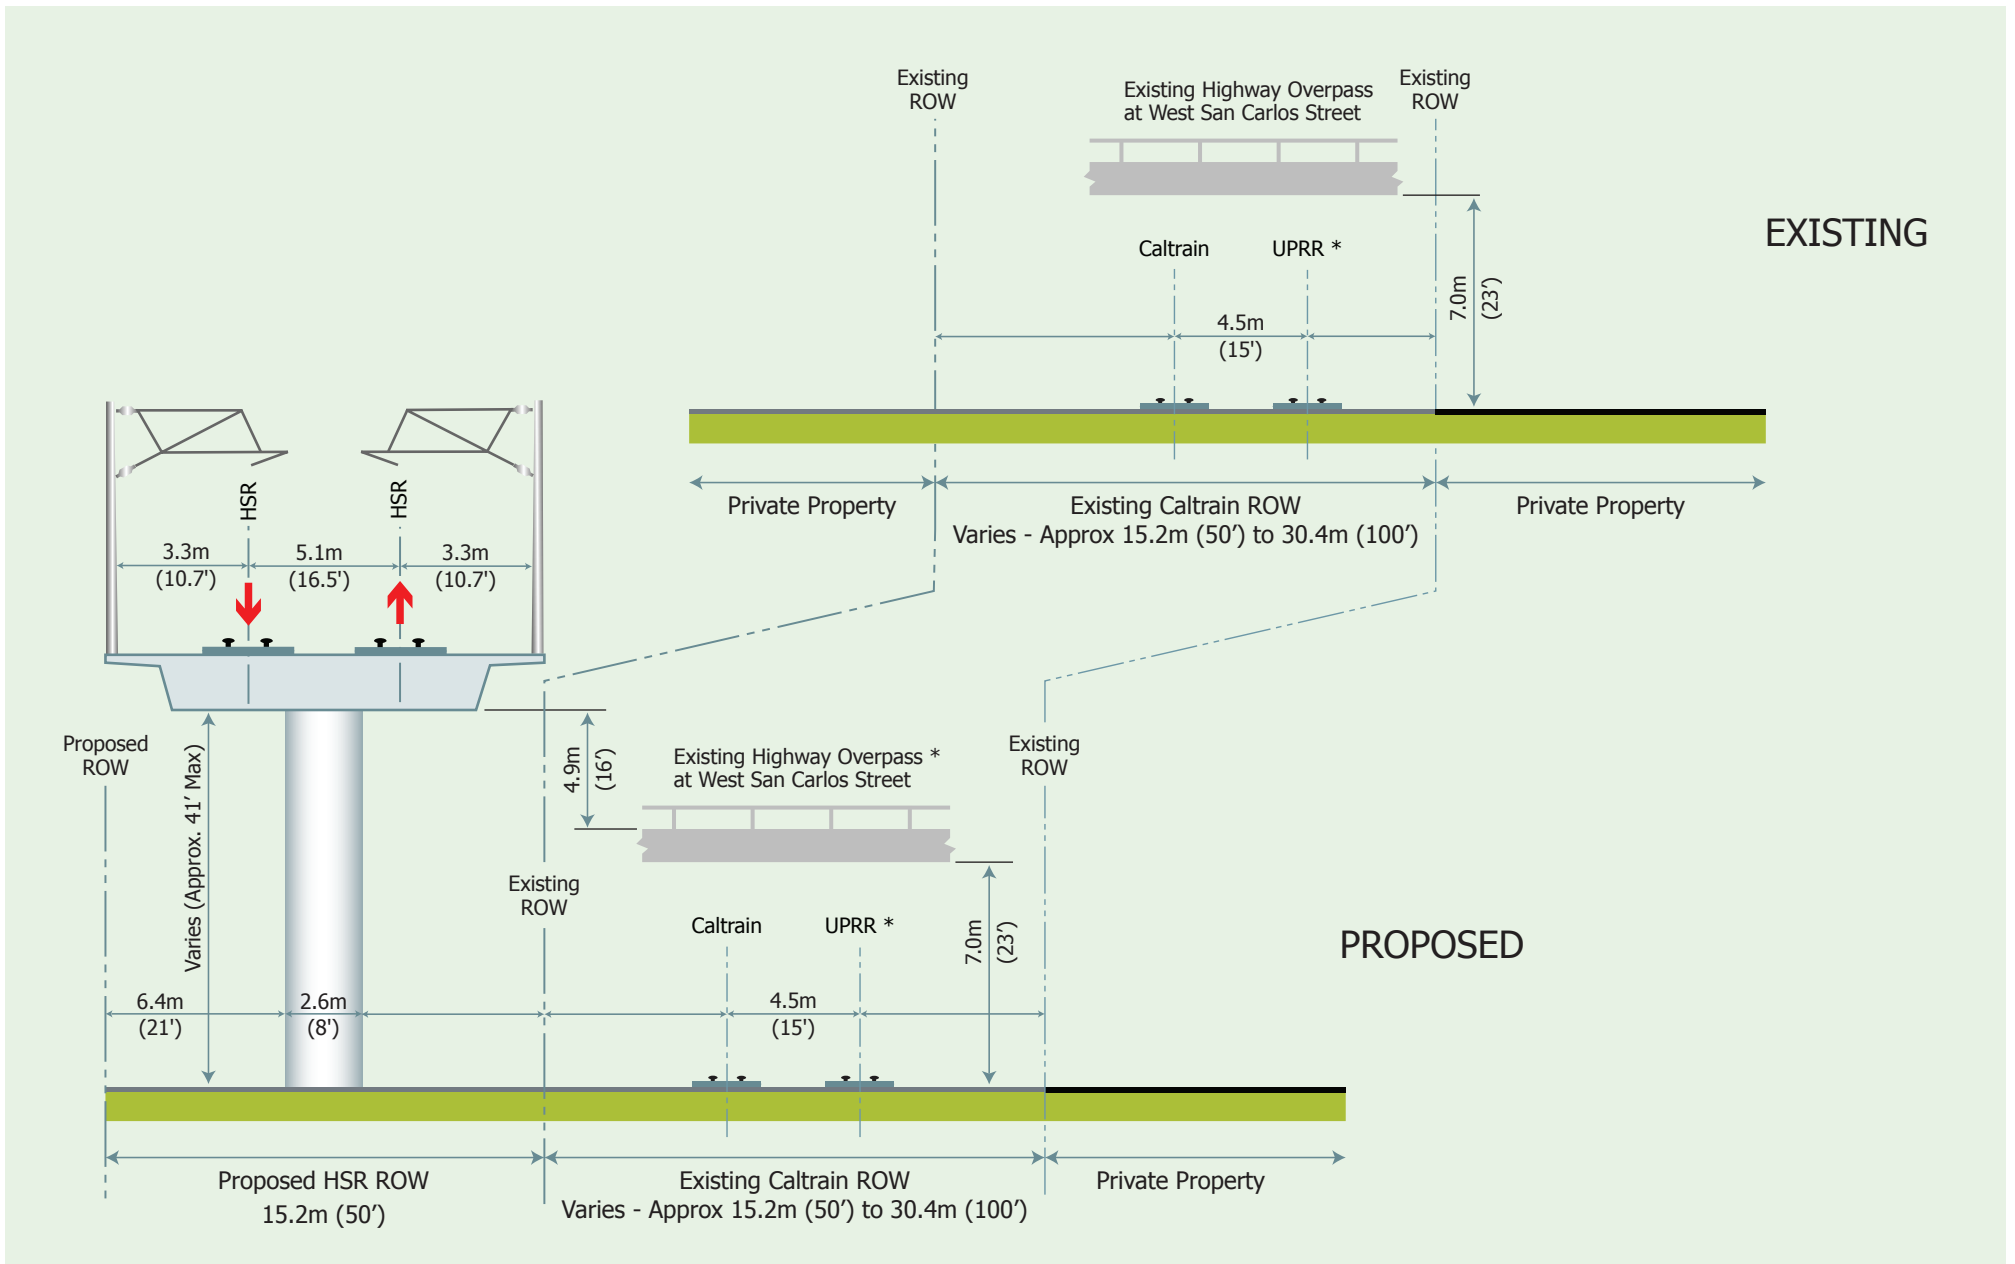 Existing
ROW
Existing Highway Overpass
at West San Carlos Street
Existing
ROW
EXISTING
Caltrain
UPRR *
7.0m
(23')
4.5m
(15')
Private Property
Existing Caltrain ROW
Varies - Approx 15.2m (50') to 30.4m (100')
Private Property
HSR
HSR
3.3m
(10.7')
5.1m
(16.5')
3.3m
(10.7')
Proposed
ROW
Varies (Approx. 41' Max)
4.9m
(16')
Existing Highway Overpass *
at West San Carlos Street
Existing
ROW
Existing
ROW
Caltrain
UPRR *
7.0m
(23')
PROPOSED
6.4m
(21')
2.6m
(8')
4.5m
(15')
Proposed HSR ROW
15.2m (50')
Existing Caltrain ROW
Varies - Approx 15.2m (50') to 30.4m (100')
Private Property